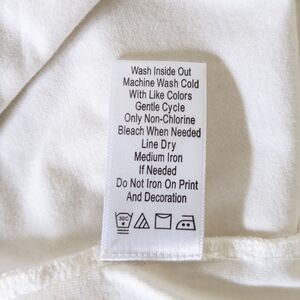 Wash Inside Out
Machine Wash Cold
With Like Colors
Gentle Cycle
Only Non-Chlorine
Bleach When Needed
Line Dry
Medium Iron
If Needed
Do Not Iron On Print
And Decoration